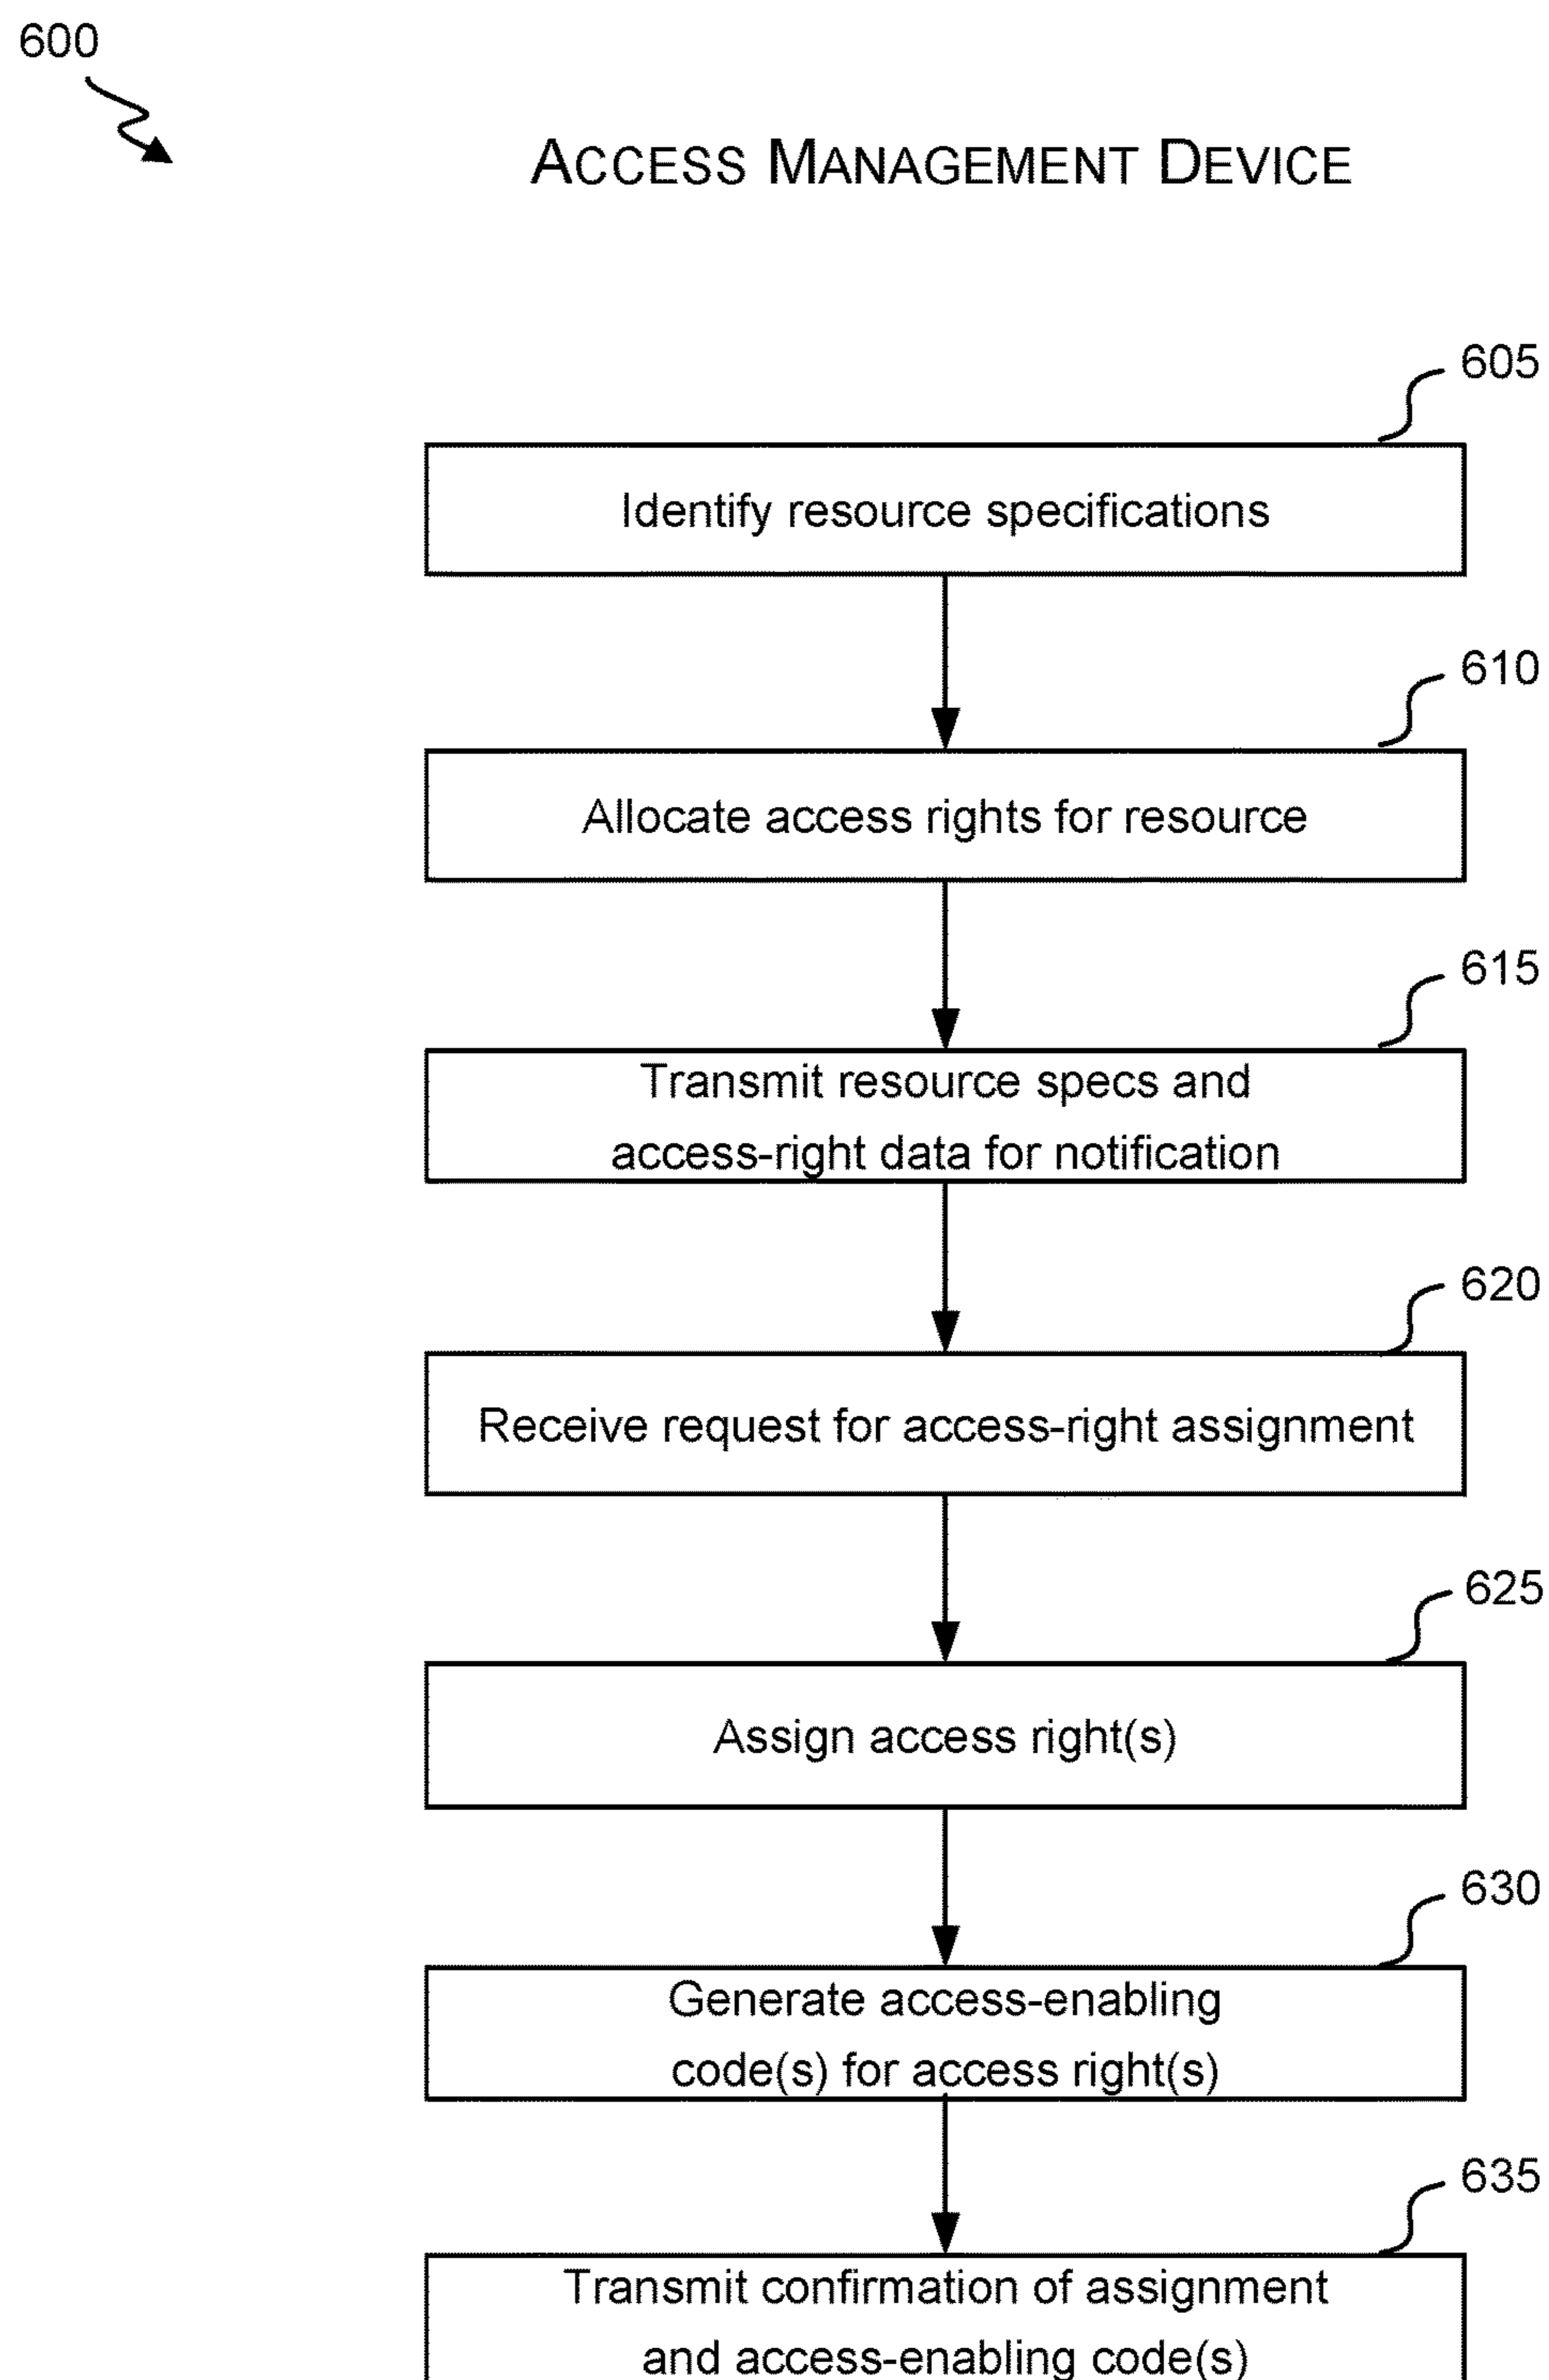 600
ACCESS MANAGEMENT DEVICE
605
Identify resource specifications
610
Allocate access rights for resource
615
Transmit resource specs and
access-right data for notification
620
Receive request for access-right assignment
625
Assign access right(s)
630
Generate access-enabling
code(s) for access right(s)
635
Transmit confirmation of assignment
and access-enabling code(s)